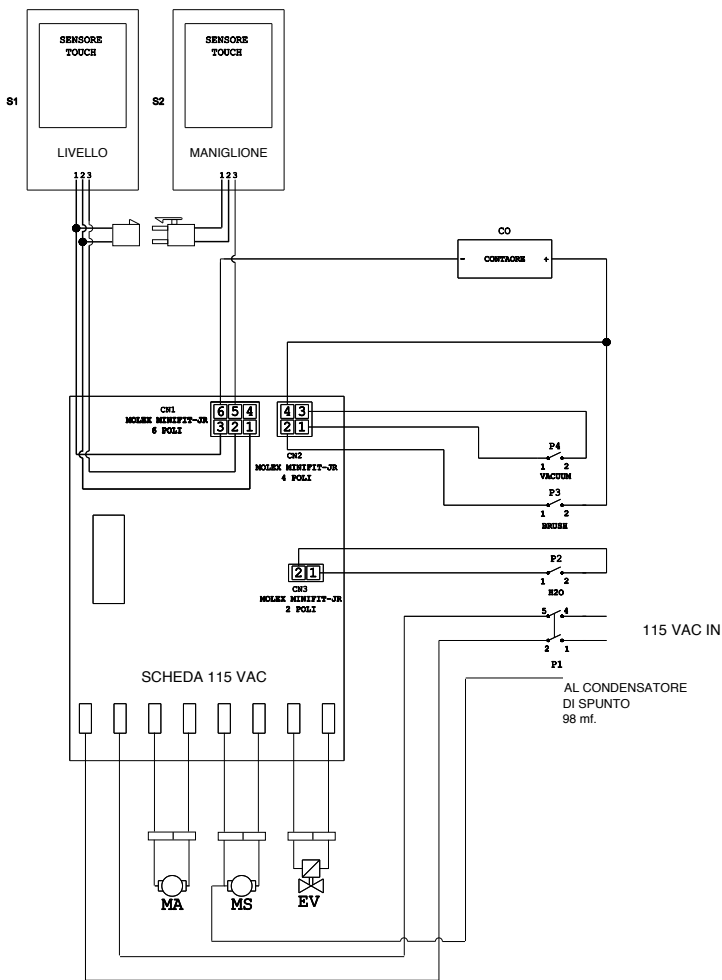 SENSORE
TOUCH
S1
LIVELLO
1 2 3
SENSORE
TOUCH
S2
MANIGLIONE
1 2 3
CO
- CONTAORE +
CN1
MOLEX MINIFIT-JR
6 POLI
6 5 4
3 2 1
4 3
2 1
CN2
MOLEX MINIFIT-JR
4 POLI
P4
1 2
VACUUM
P3
1 2
BRUSH
2 1
CN3
MOLEX MINIFIT-JR
2 POLI
P2
1 2
H2O
5 4
2 1
P1
115 VAC IN
SCHEDA 115 VAC
AL CONDENSATORE
DI SPUNTO
98 mf.
MA
MS
EV